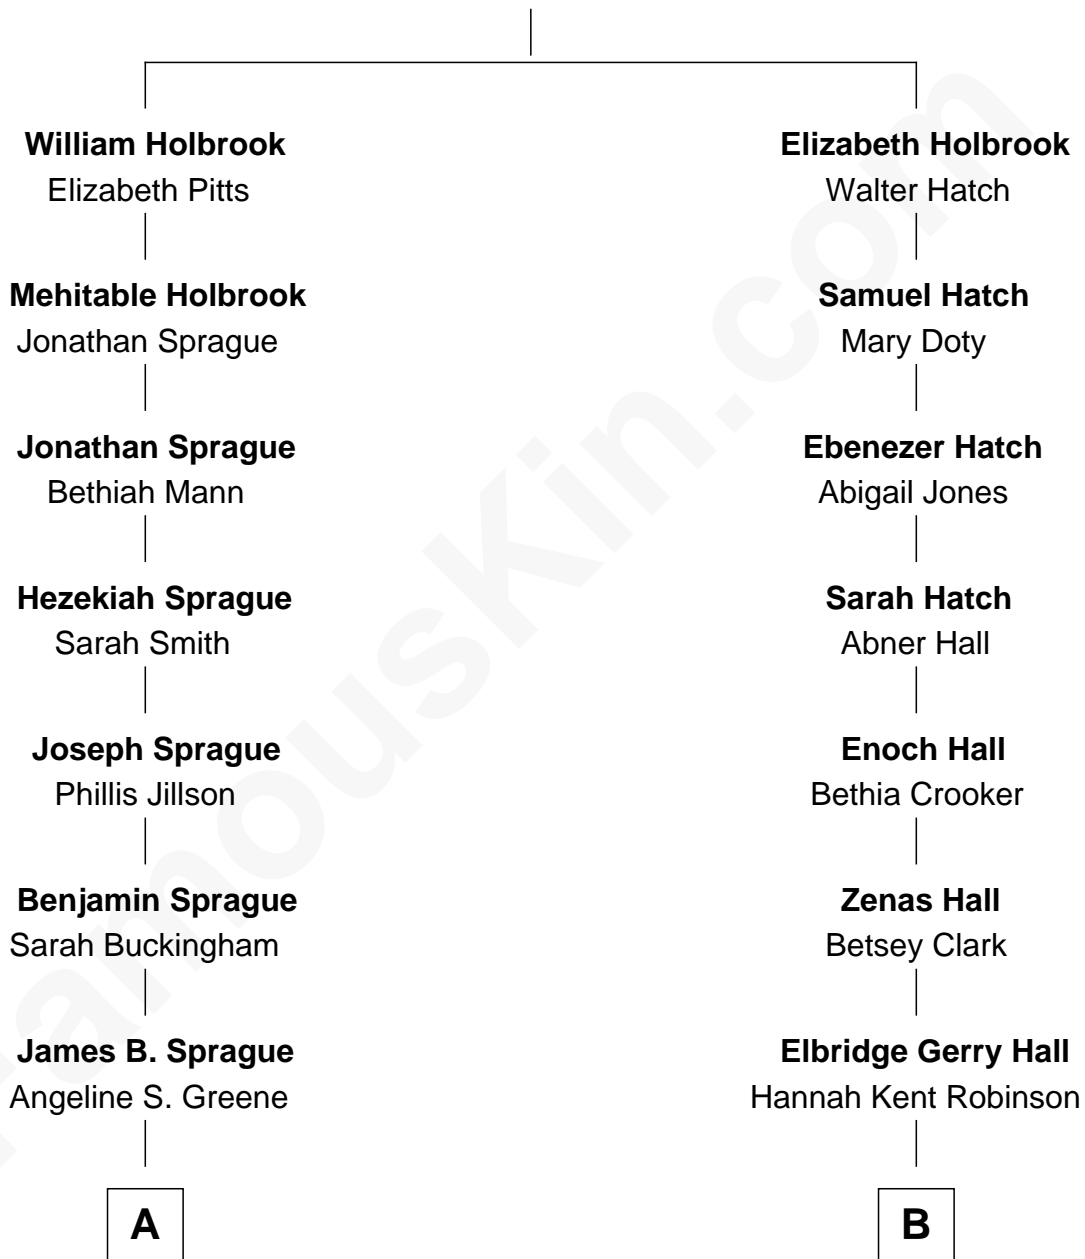 William Holbrook
Elizabeth Pitts
Mehitable Holbrook
Jonathan Sprague
Jonathan Sprague
Bethiah Mann
Hezekiah Sprague
Sarah Smith
Joseph Sprague
Phillis Jillson
Benjamin Sprague
Sarah Buckingham
James B. Sprague
Angeline S. Greene
A
Elizabeth Holbrook
Walter Hatch
Samuel Hatch
Mary Doty
Ebenezer Hatch
Abigail Jones
Sarah Hatch
Abner Hall
Enoch Hall
Bethia Crooker
Zenas Hall
Betsey Clark
Elbridge Gerry Hall
Hannah Kent Robinson
B
FamousKin.com